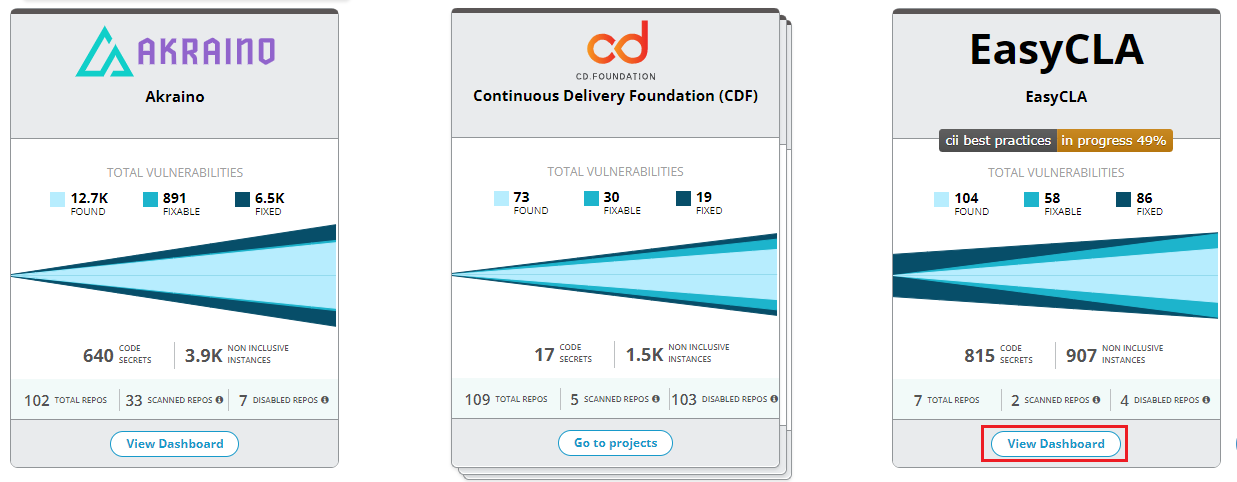 AKRAINO
Akraino
TOTAL VULNERABILITIES
12.7K FOUND
891 FIXABLE
6.5K FIXED
640 CODE SECRETS
3.9K NON INCLUSIVE INSTANCES
102 TOTAL REPOS
33 SCANNED REPOS
7 DISABLED REPOS
View Dashboard
cd
CD.FOUNDATION
Continuous Delivery Foundation (CDF)
TOTAL VULNERABILITIES
73 FOUND
30 FIXABLE
19 FIXED
17 CODE SECRETS
1.5K NON INCLUSIVE INSTANCES
109 TOTAL REPOS
5 SCANNED REPOS
103 DISABLED REPOS
Go to projects
EasyCLA
EasyCLA
cii best practices in progress 49%
TOTAL VULNERABILITIES
104 FOUND
58 FIXABLE
86 FIXED
815 CODE SECRETS
907 NON INCLUSIVE INSTANCES
7 TOTAL REPOS
2 SCANNED REPOS
4 DISABLED REPOS
View Dashboard